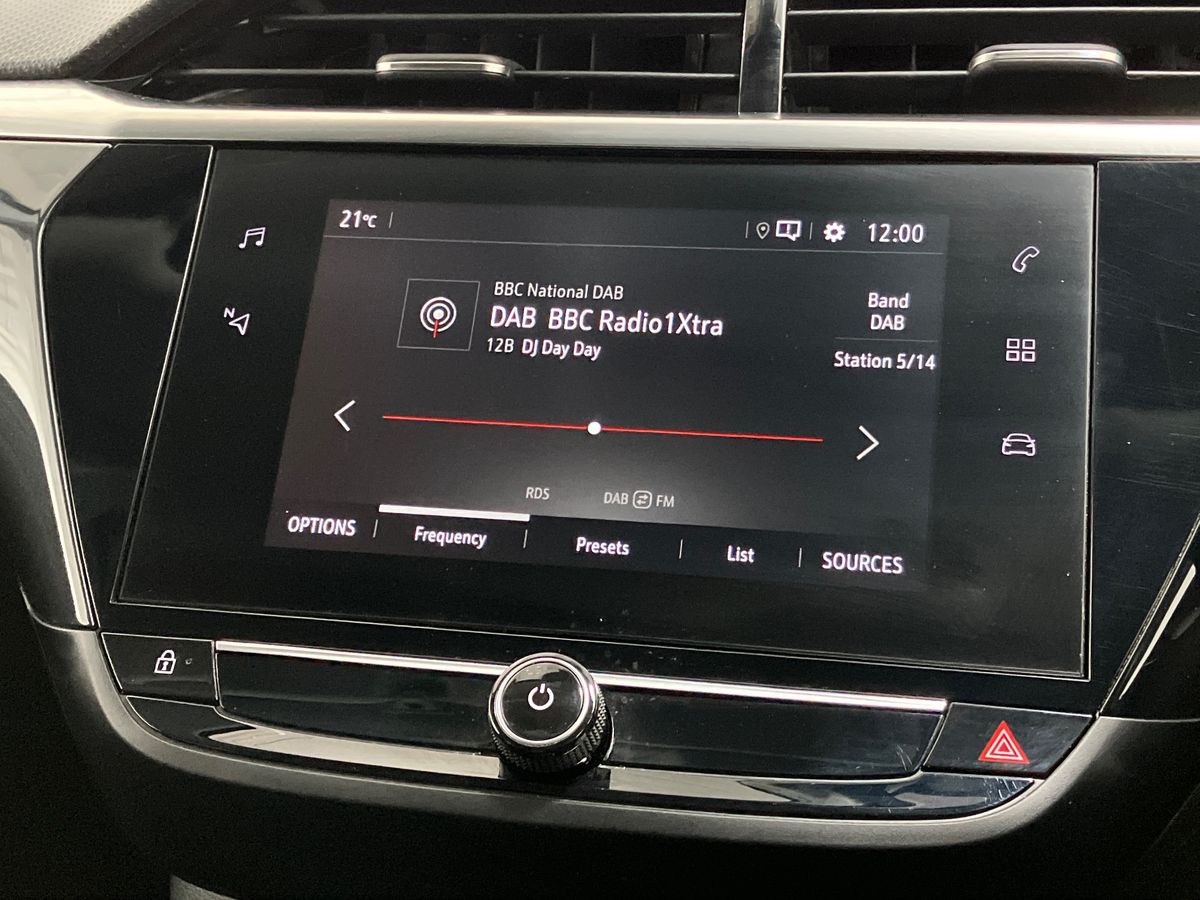 21°C
12:00
BBC National DAB
DAB BBC Radio1Xtra
12B DJ Day Day
Band
DAB
Station 5/14
N
RDS
DAB FM
OPTIONS
Frequency
Presets
List
SOURCES